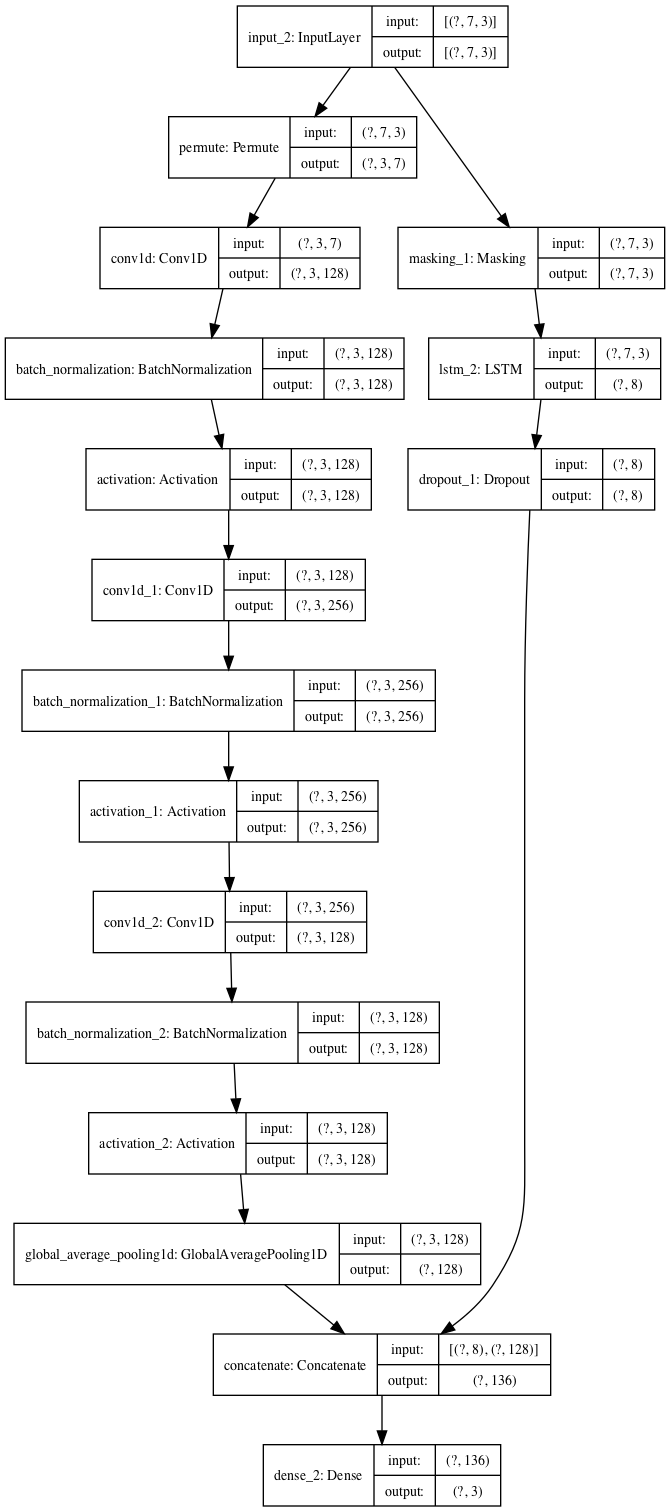 input_2: InputLayer
input: [(?, 7, 3)]
output: [(?, 7, 3)]
permute: Permute
input: (?, 7, 3)
output: (?, 3, 7)
conv1d: Conv1D
input: (?, 3, 7)
output: (?, 3, 128)
masking_1: Masking
input: (?, 7, 3)
output: (?, 7, 3)
batch_normalization: BatchNormalization
input: (?, 3, 128)
output: (?, 3, 128)
lstm_2: LSTM
input: (?, 7, 3)
output: (?, 8)
activation: Activation
input: (?, 3, 128)
output: (?, 3, 128)
dropout_1: Dropout
input: (?, 8)
output: (?, 8)
conv1d_1: Conv1D
input: (?, 3, 128)
output: (?, 3, 256)
batch_normalization_1: BatchNormalization
input: (?, 3, 256)
output: (?, 3, 256)
activation_1: Activation
input: (?, 3, 256)
output: (?, 3, 256)
conv1d_2: Conv1D
input: (?, 3, 256)
output: (?, 3, 128)
batch_normalization_2: BatchNormalization
input: (?, 3, 128)
output: (?, 3, 128)
activation_2: Activation
input: (?, 3, 128)
output: (?, 3, 128)
global_average_pooling1d: GlobalAveragePooling1D
input: (?, 3, 128)
output: (?, 128)
concatenate: Concatenate
input: [(?, 8), (?, 128)]
output: (?, 136)
dense_2: Dense
input: (?, 136)
output: (?, 3)